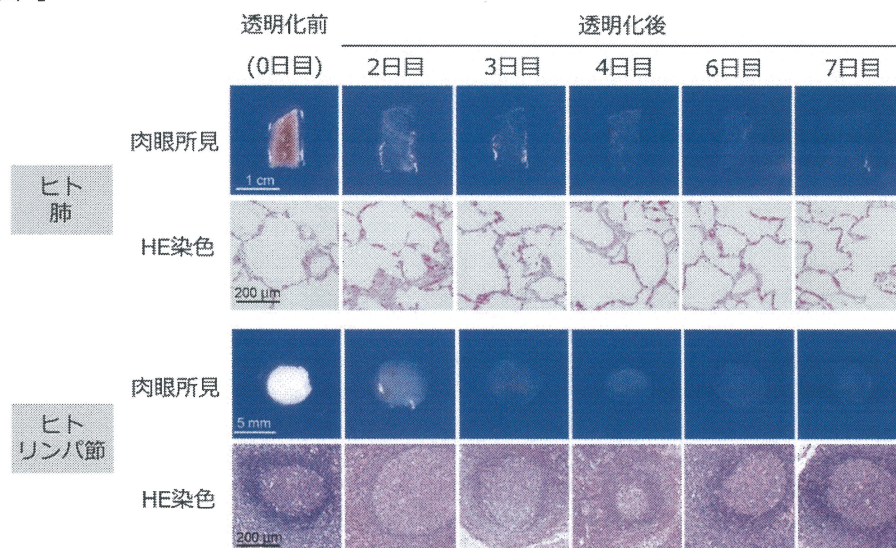 透明化前
透明化後
(0日目)
2日目
3日目
4日目
6日目
7日目
ヒト
肺
肉眼所見
1 cm
HE染色
200 μm
ヒト
リンパ節
肉眼所見
5 mm
HE染色
200 μm